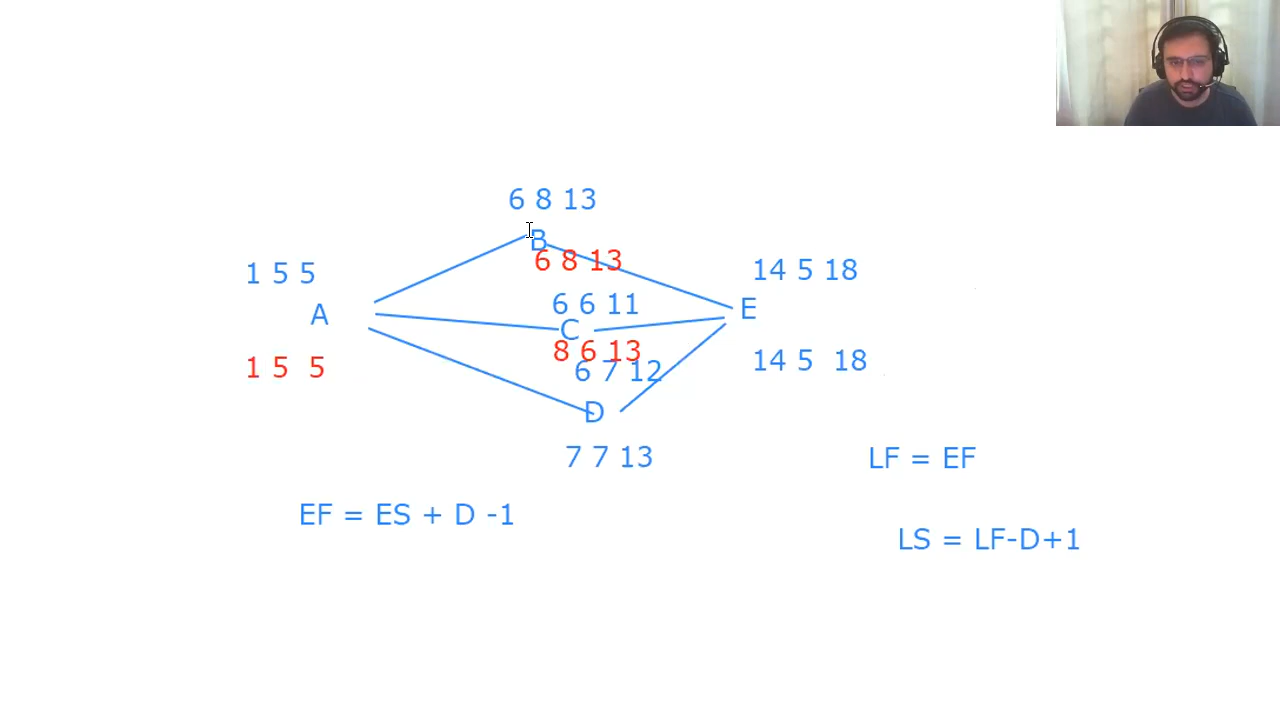 6 8 13
B
6 8 13
1 5 5
14 5 18
A
6 6 11
E
C
8 6 13
1 5 5
6 7 12
14 5 18
D
7 7 13
LF = EF
EF = ES + D -1
LS = LF-D+1